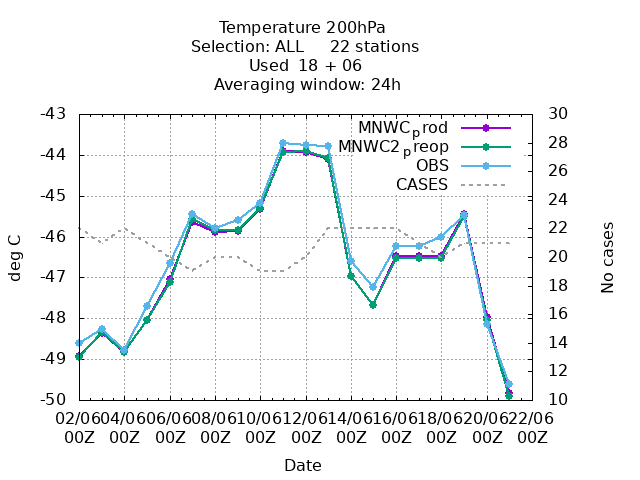 Temperature 200hPa
Selection: ALL     22 stations
Used  18 + 06
Averaging window: 24h
-43
-44
-45
-46
-47
-48
-49
-50
deg C
MNWC_prod
MNWC2_preop
OBS
CASES
30
28
26
24
22
20
18
16
14
12
10
No cases
02/06 04/06 06/06 08/06 10/06 12/06 14/06 16/06 18/06 20/06 22/06
00Z 00Z 00Z 00Z 00Z 00Z 00Z 00Z 00Z 00Z 00Z
Date